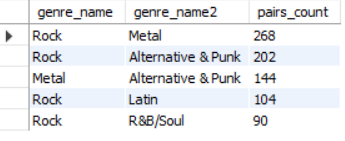 genre_name genre_name2 pairs_count
Rock Metal 268
Rock Alternative & Punk 202
Metal Alternative & Punk 144
Rock Latin 104
Rock R&B/Soul 90